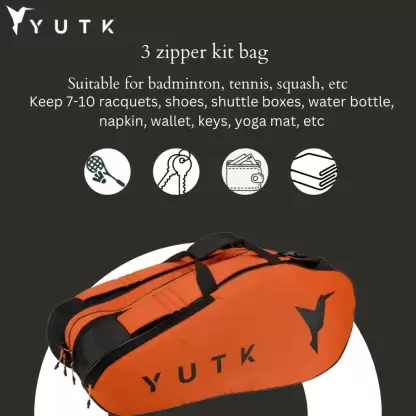 YUTK
3 zipper kit bag
Suitable for badminton, tennis, squash, etc
Keep 7-10 racquets, shoes, shuttle boxes, water bottle,
napkin, wallet, keys, yoga mat, etc
YUTK